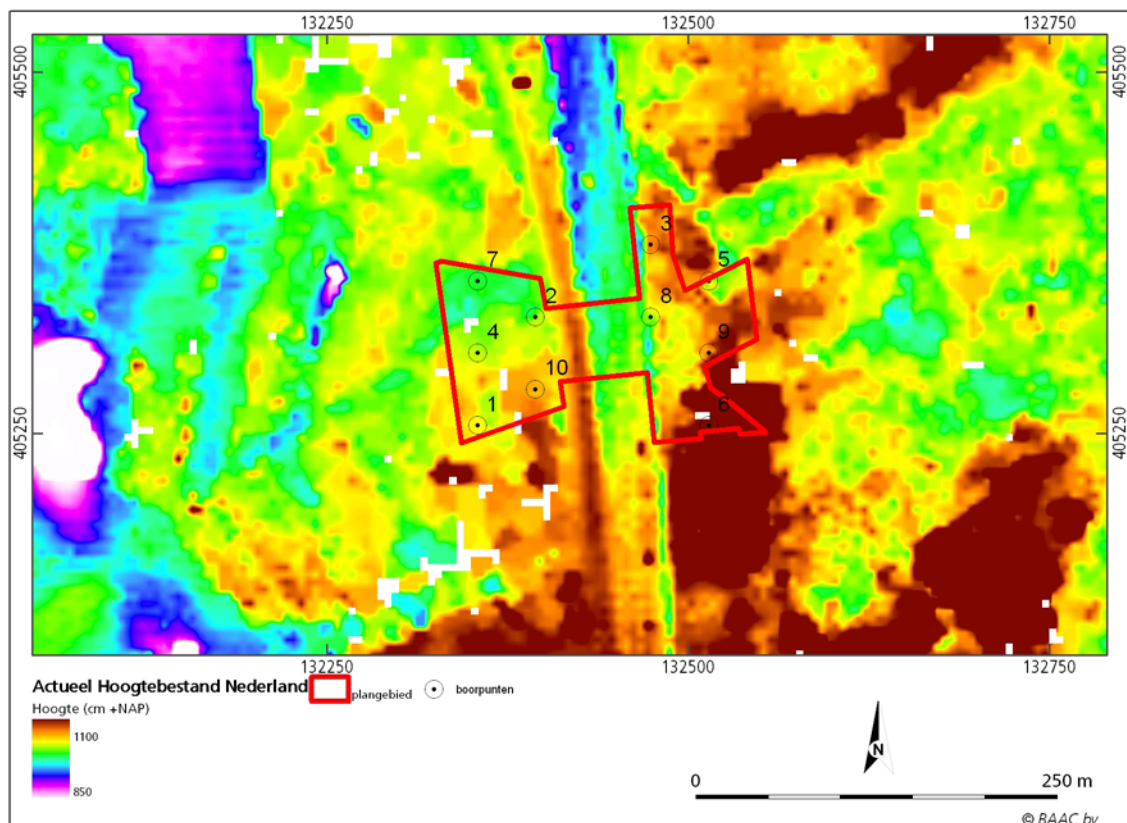 132250 132500 132750
405500 405500
3
7 5
2 8
4 9
10
1 6
405250 405250
132250 132500 132750
Actueel Hoogtebestand Nederland plangebied boorpunten
Hoogte (cm +NAP)
1100
850
N
0 250 m
© BAAC bv